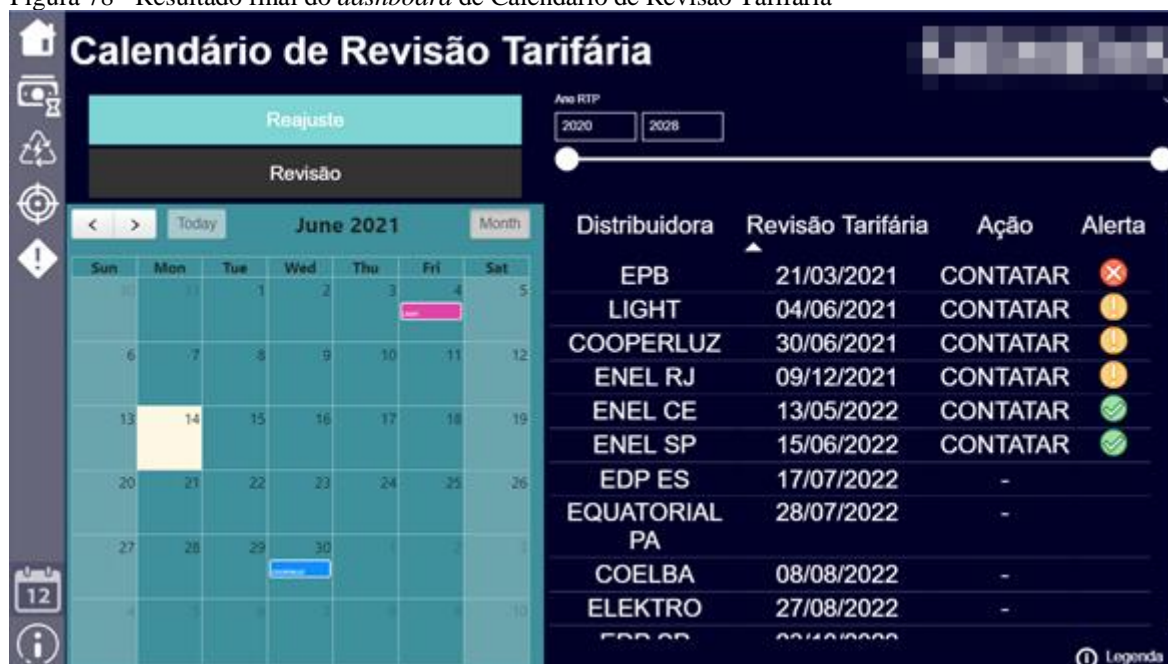 Figura 78 - Resultado final do dashboard de Calendário de Revisão Tarifária
Calendário de Revisão Tarifária
Reajuste
Revisão
Ano RTP
2020 2028
< > Today June 2021 Month
Sun Mon Tue Wed Thu Fri Sat
30 31 1 2 3 4 5
6 7 8 9 10 11 12
13 14 15 16 17 18 19
20 21 22 23 24 25 26
27 28 29 30 1 2 3
4 5 6 7 8 9 10
12
Distribuidora Revisão Tarifária Ação Alerta
EPB 21/03/2021 CONTATAR
LIGHT 04/06/2021 CONTATAR
COOPERLUZ 30/06/2021 CONTATAR
ENEL RJ 09/12/2021 CONTATAR
ENEL CE 13/05/2022 CONTATAR
ENEL SP 15/06/2022 CONTATAR
EDP ES 17/07/2022 -
EQUATORIAL 28/07/2022 -
PA
COELBA 08/08/2022 -
ELEKTRO 27/08/2022 -
Legenda